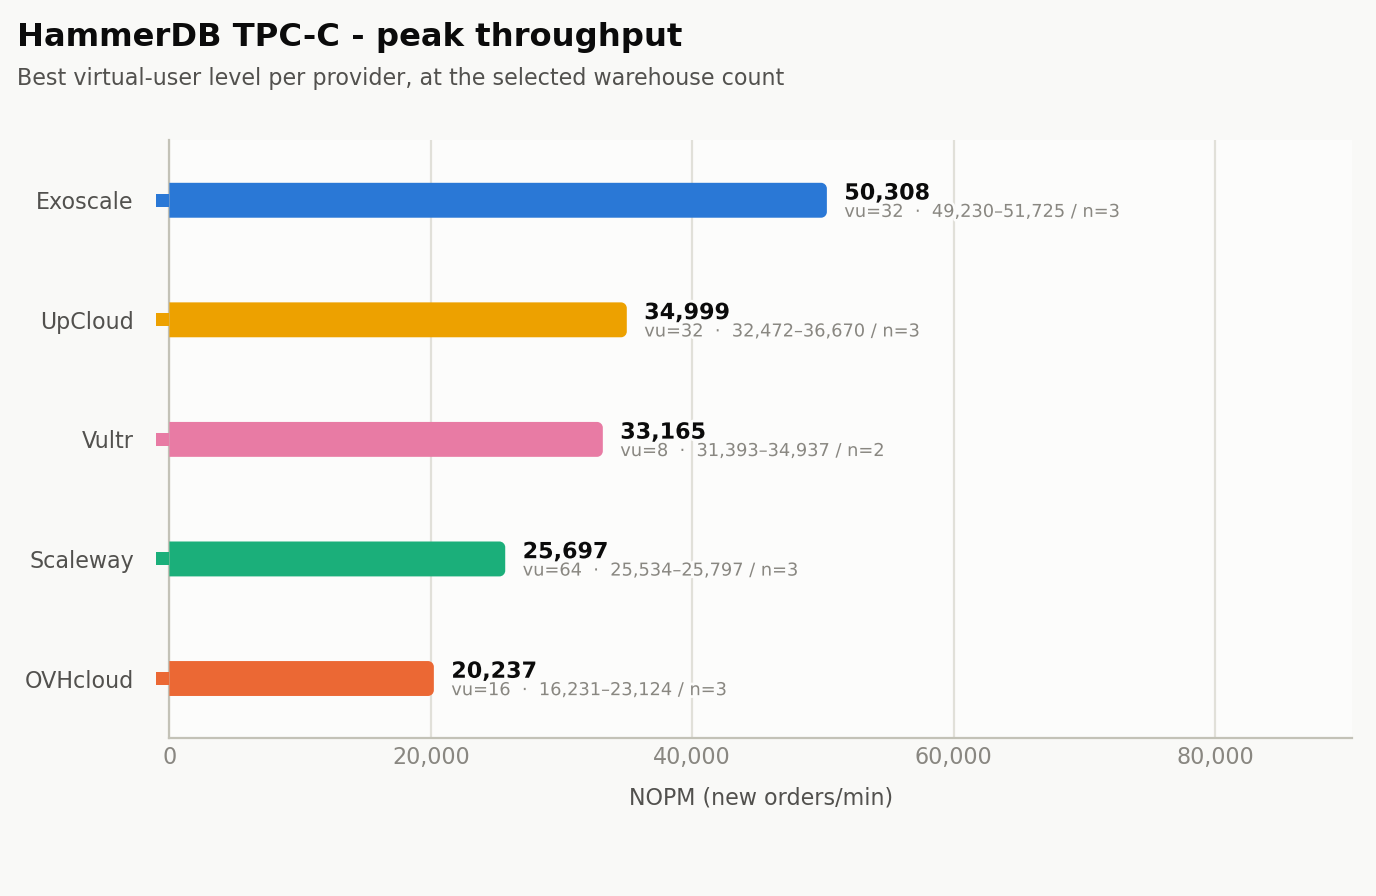 HammerDB TPC-C - peak throughput
Best virtual-user level per provider, at the selected warehouse count
Exoscale
50,308
vu=32 · 49,230–51,725 / n=3
UpCloud
34,999
vu=32 · 32,472–36,670 / n=3
Vultr
33,165
vu=8 · 31,393–34,937 / n=2
Scaleway
25,697
vu=64 · 25,534–25,797 / n=3
OVHcloud
20,237
vu=16 · 16,231–23,124 / n=3
0 20,000 40,000 60,000 80,000
NOPM (new orders/min)